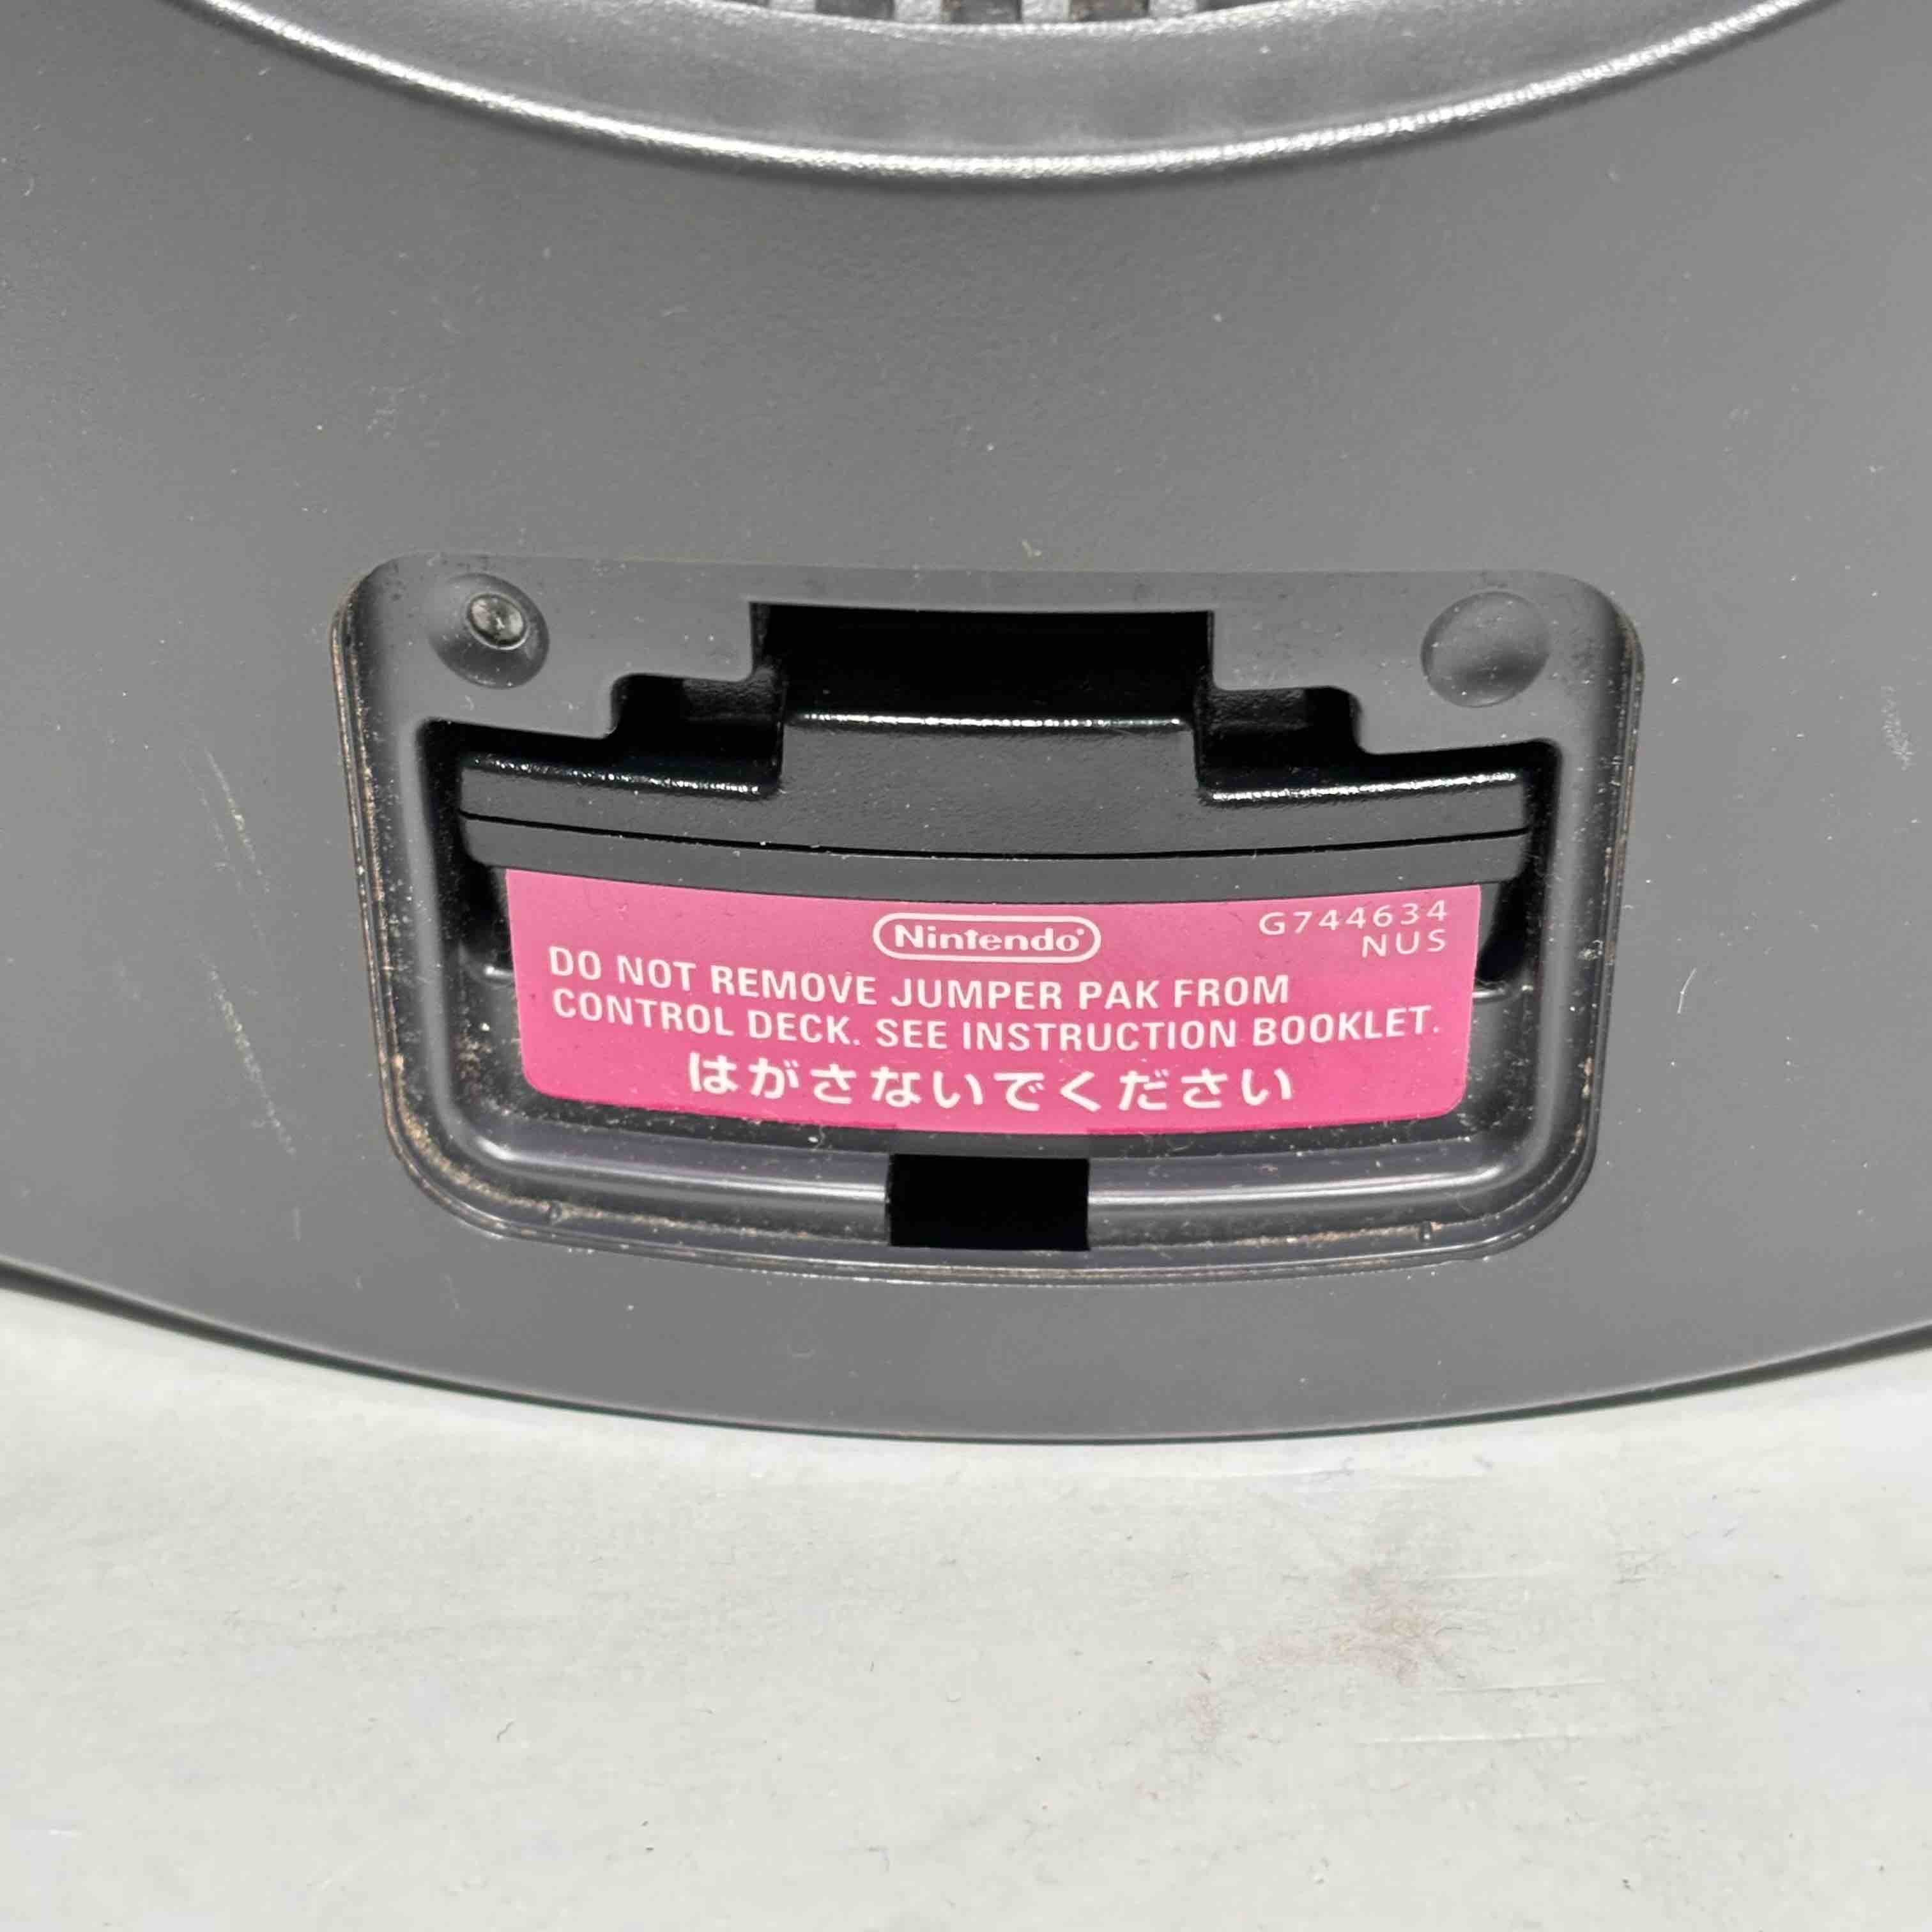 Nintendo®
G744634
NUS
DO NOT REMOVE JUMPER PAK FROM
CONTROL DECK. SEE INSTRUCTION BOOKLET.
はがさないでください